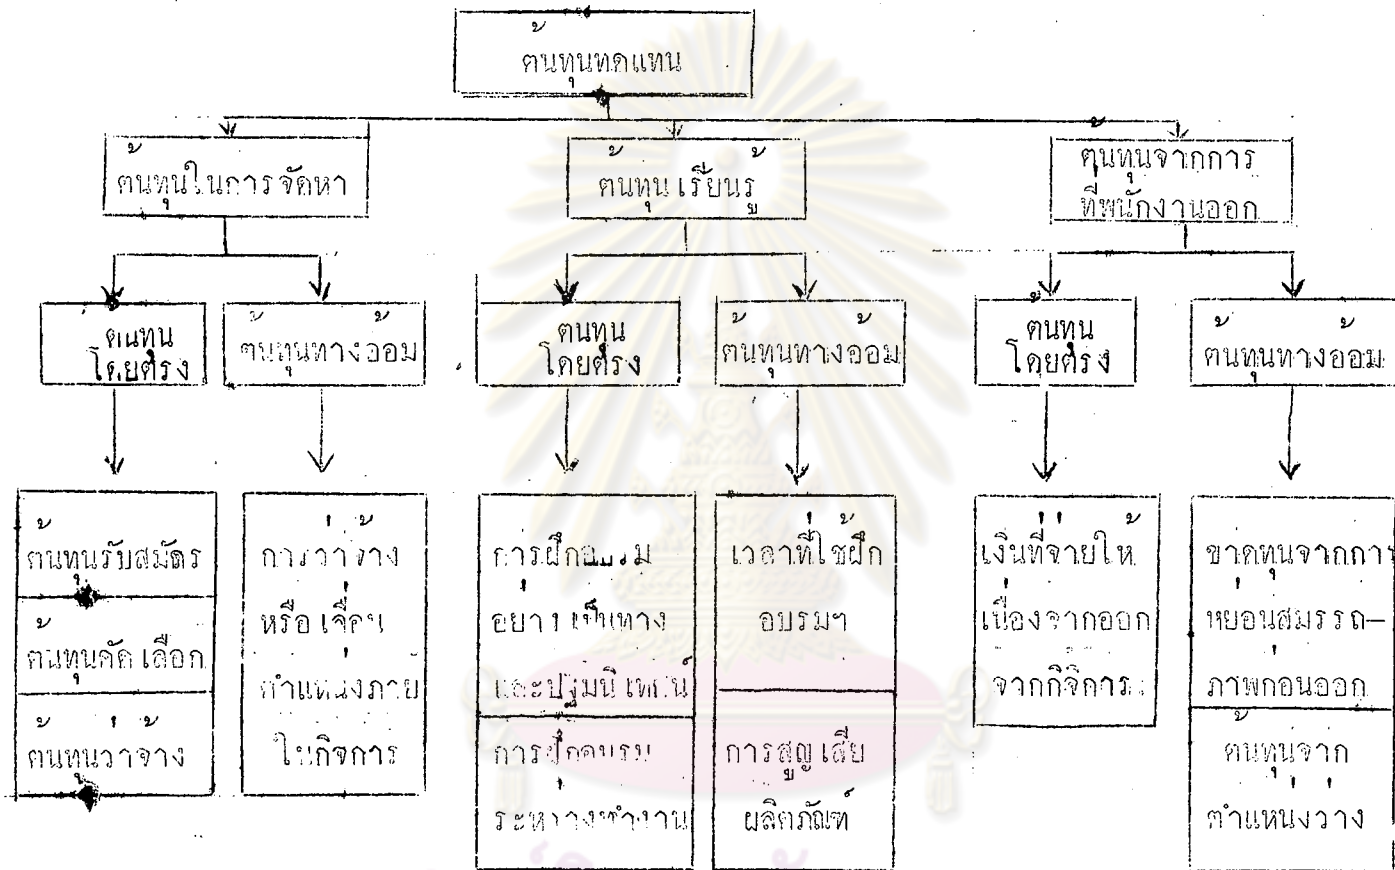 ต้นทุนทดแทน
ต้นทุนในการจัดหา
ต้นทุนเรียนรู้
ต้นทุนจากการ
ที่พนักงานออก
ต้นทุน
โดยตรง
ต้นทุนทางอ้อม
ต้นทุน
โดยตรง
ต้นทุนทางอ้อม
ต้นทุน
โดยตรง
ต้นทุนทางอ้อม
ต้นทุนรับสมัคร
ต้นทุนคัดเลือก
ต้นทุนว่าจ้าง
การว่าจ้าง
หรือเลื่อน
ตำแหน่งภาย
ในกิจการ
การฝึกอบรม
อย่างเป็นทาง
และปฐมนิเทศน์
การฝึกอบรม
ระหว่างทำงาน
เวลาที่ใช้ฝึก
อบรมฯ
การสูญเสีย
ผลิตภัณฑ์
เงินที่จ่ายให้
เนื่องจากออก
จากกิจการ
ขาดทุนจากการ
หย่อนสมรรถ-
ภาพก่อนออก
ต้นทุนจาก
ตำแหน่งว่าง